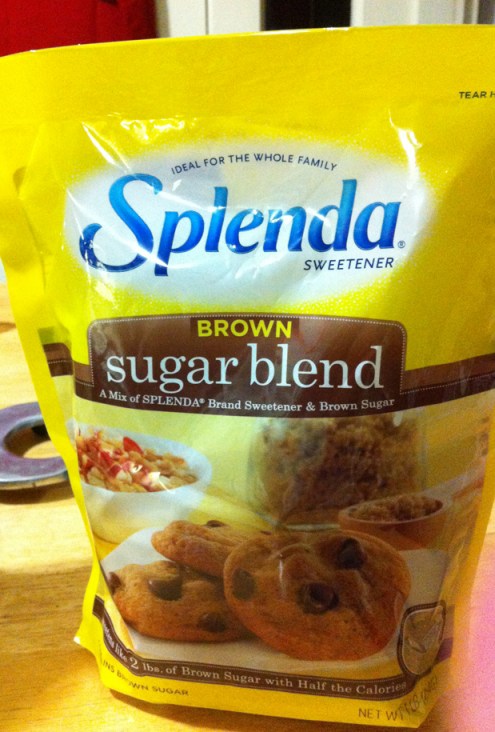 TEAR
IDEAL FOR THE WHOLE FAMILY
Splenda®
SWEETENER
BROWN
sugar blend
A Mix of SPLENDA® Brand Sweetener & Brown Sugar
like 2 lbs. of Brown Sugar with Half the Calories
BROWN SUGAR
NET WT